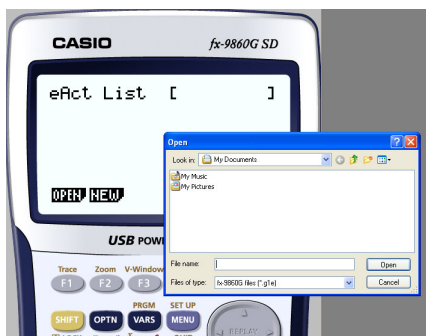 CASIO fx-9860G SD
eAct List [ ]
OPEN NEW
USB POW
Trace Zoom V-Window
F1 F2 F3
PRGM SET UP
SHIFT OPTN VARS MENU
REPLAY
Open
Look in: My Documents
My Music
My Pictures
File name: Open
Files of type: fx-9860G files (*.g1e) Cancel